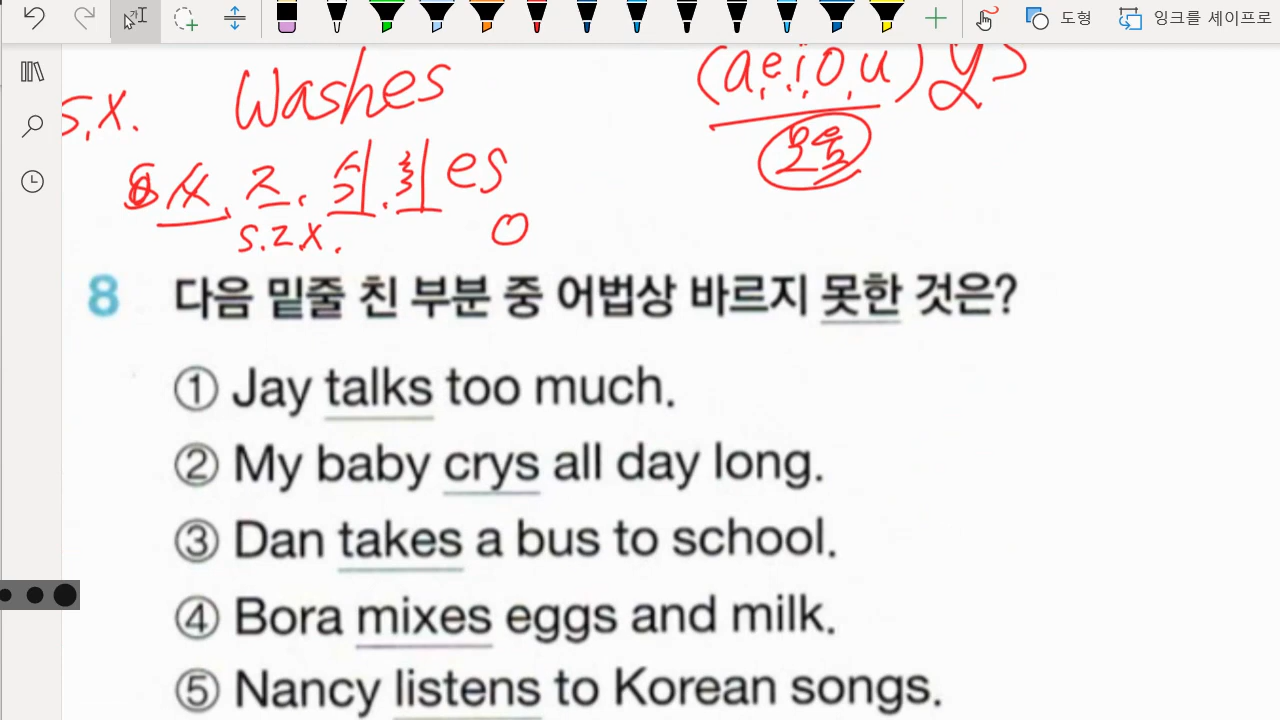 도형 잉크를 셰이프로
s.x. Washes (a,e,i,o,u) ys
ㅆ, ㅈ. 쉬. 취 es 모음
s.z.x. o
8 다음 밑줄 친 부분 중 어법상 바르지 못한 것은?
① Jay talks too much.
② My baby crys all day long.
③ Dan takes a bus to school.
④ Bora mixes eggs and milk.
⑤ Nancy listens to Korean songs.